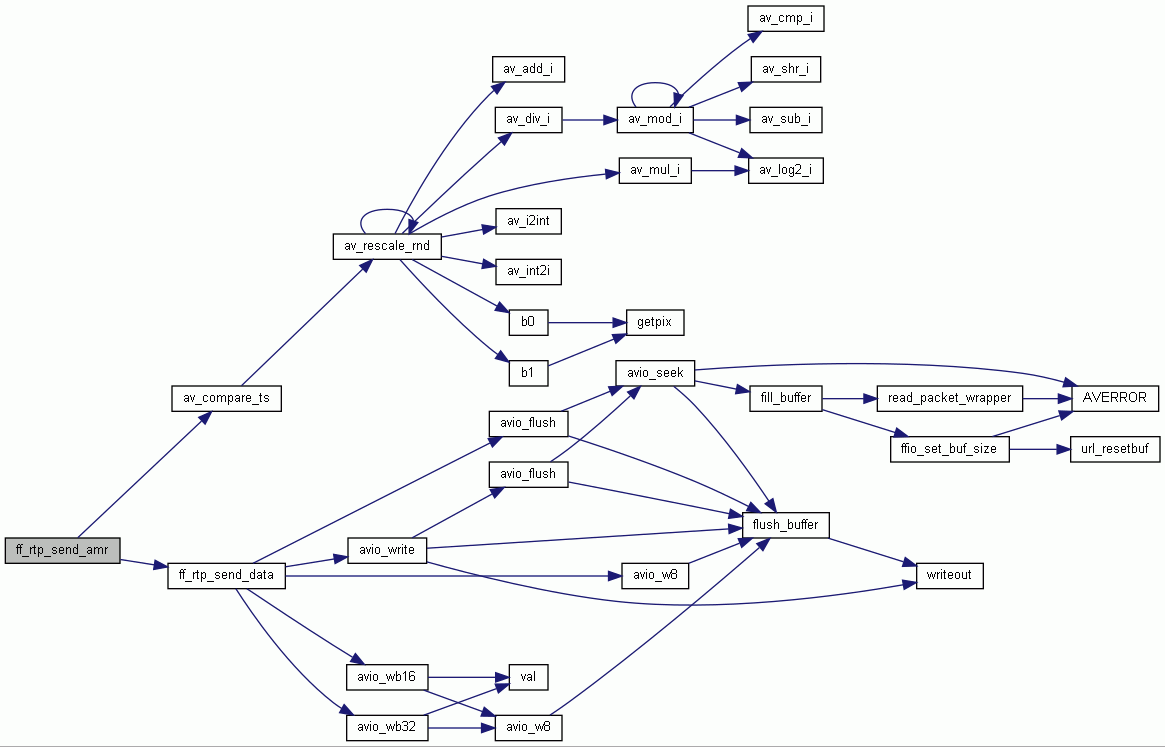 av_cmp_i
av_add_i
av_shr_i
av_div_i
av_mod_i
av_sub_i
av_mul_i
av_log2_i
av_i2int
av_rescale_rnd
av_int2i
b0
getpix
b1
avio_seek
av_compare_ts
fill_buffer
read_packet_wrapper
AVERROR
avio_flush
ffio_set_buf_size
url_resetbuf
avio_flush
flush_buffer
ff_rtp_send_amr
avio_write
ff_rtp_send_data
avio_w8
writeout
avio_wb16
val
avio_wb32
avio_w8